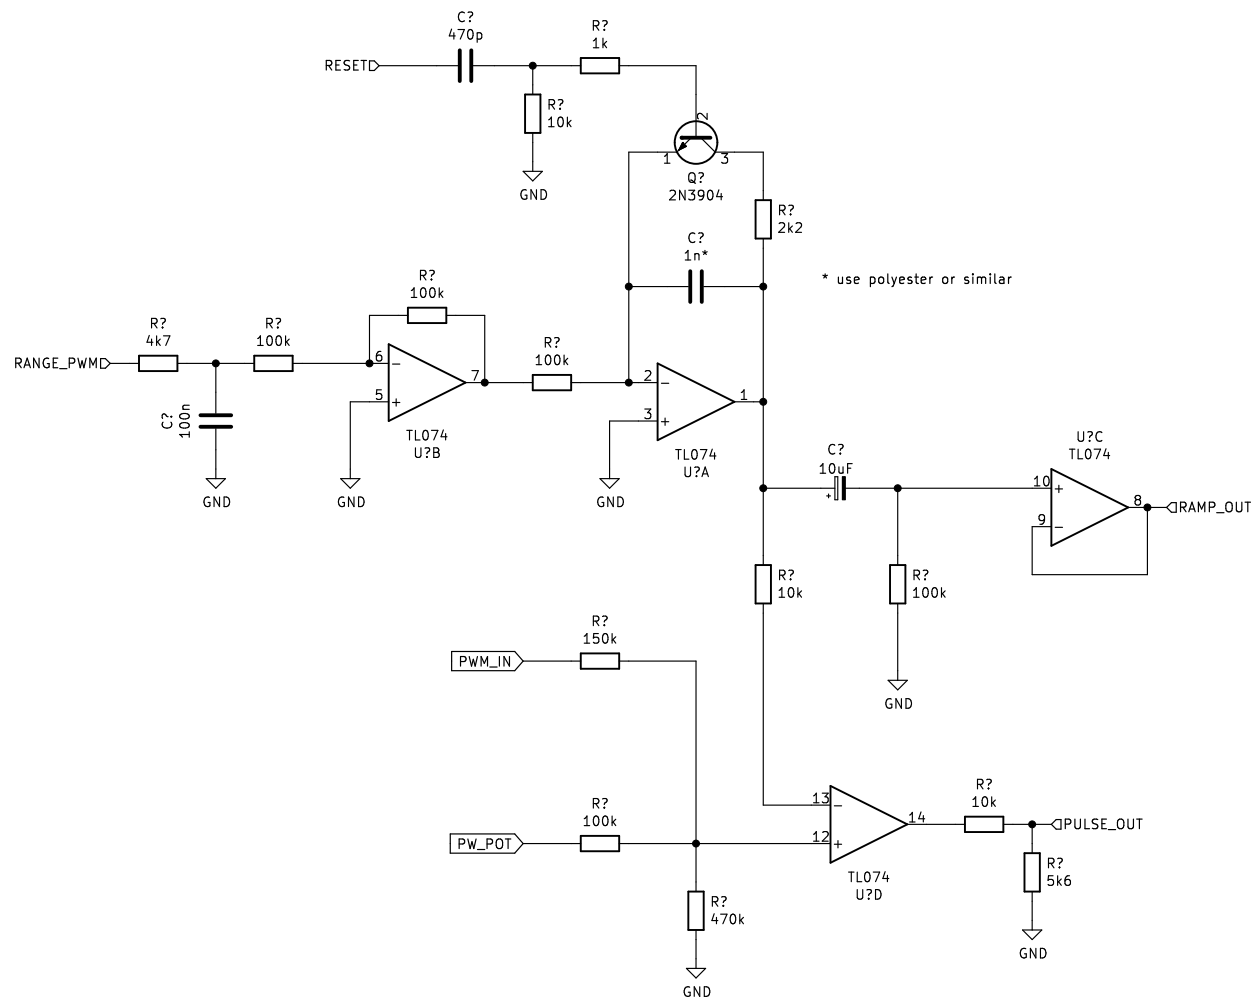 C?
470p
R?
1k
RESET
R?
10k
GND
2
1
3
Q?
2N3904
R?
2k2
C?
1n*
* use polyester or similar
R?
100k
R?
4k7
R?
100k
RANGE_PWM
6
-
5
+
7
TL074
U?B
C?
100n
GND
GND
R?
100k
2
-
3
+
1
TL074
U?A
GND
C?
10uF
+
U?C
TL074
10
+
9
-
8
RAMP_OUT
R?
10k
R?
100k
GND
R?
150k
PWM_IN
R?
100k
PW_POT
13
-
12
+
14
TL074
U?D
R?
10k
PULSE_OUT
R?
5k6
GND
R?
470k
GND